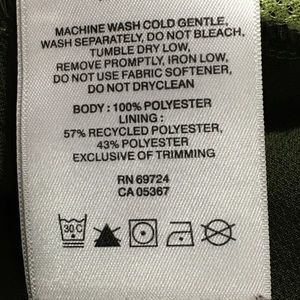 MACHINE WASH COLD GENTLE,
WASH SEPARATELY, DO NOT BLEACH,
TUMBLE DRY LOW,
REMOVE PROMPTLY, IRON LOW,
DO NOT USE FABRIC SOFTENER,
DO NOT DRYCLEAN
BODY : 100% POLYESTER
LINING :
57% RECYCLED POLYESTER,
43% POLYESTER
EXCLUSIVE OF TRIMMING
RN 69724
CA 05367
30C